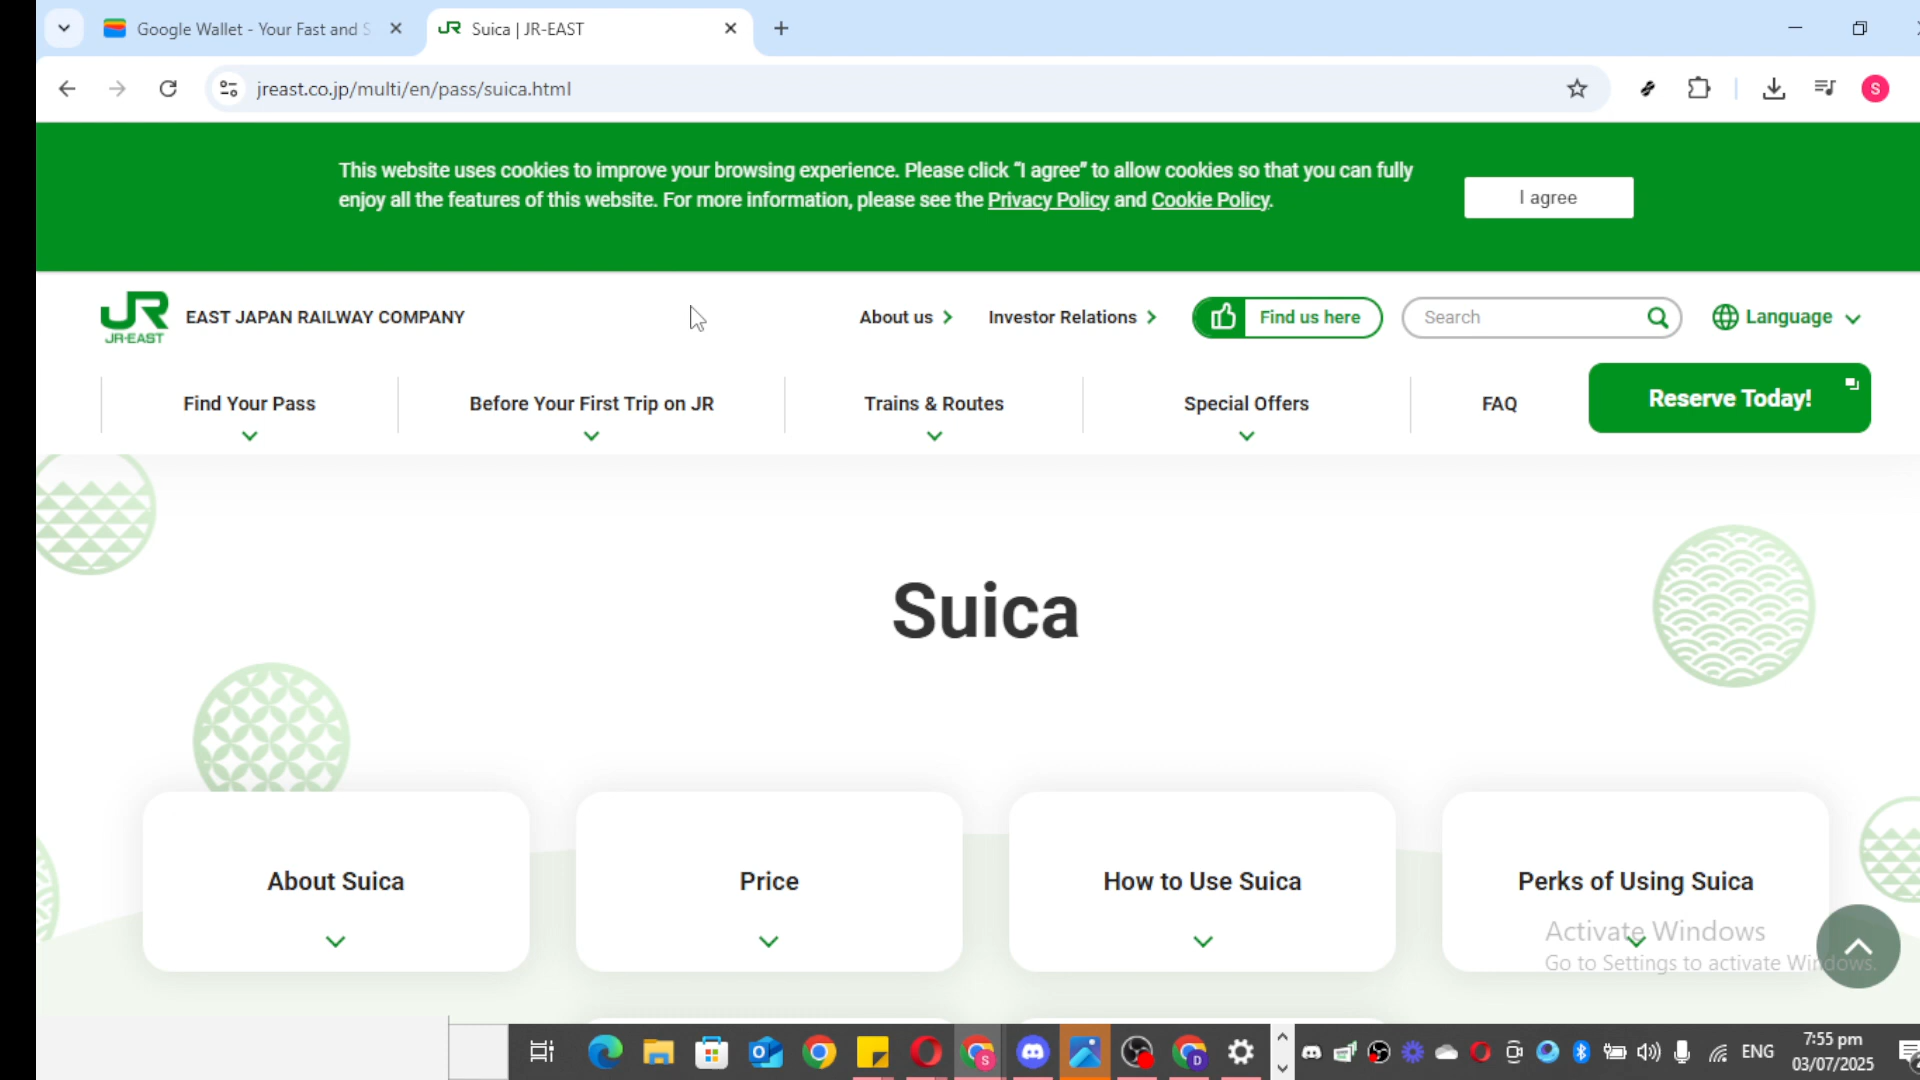 Google Wallet - Your Fast and S
Suica | JR-EAST
jreast.co.jp/multi/en/pass/suica.html
S
This website uses cookies to improve your browsing experience. Please click “I agree” to allow cookies so that you can fully
enjoy all the features of this website. For more information, please see the Privacy Policy and Cookie Policy.
I agree
JR
JR-EAST
EAST JAPAN RAILWAY COMPANY
About us
Investor Relations
Find us here
Search
Language
Find Your Pass
Before Your First Trip on JR
Trains & Routes
Special Offers
FAQ
Reserve Today!
Suica
About Suica
Price
How to Use Suica
Perks of Using Suica
Activate Windows
Go to Settings to activate Windows.
ENG
7:55 pm
03/07/2025